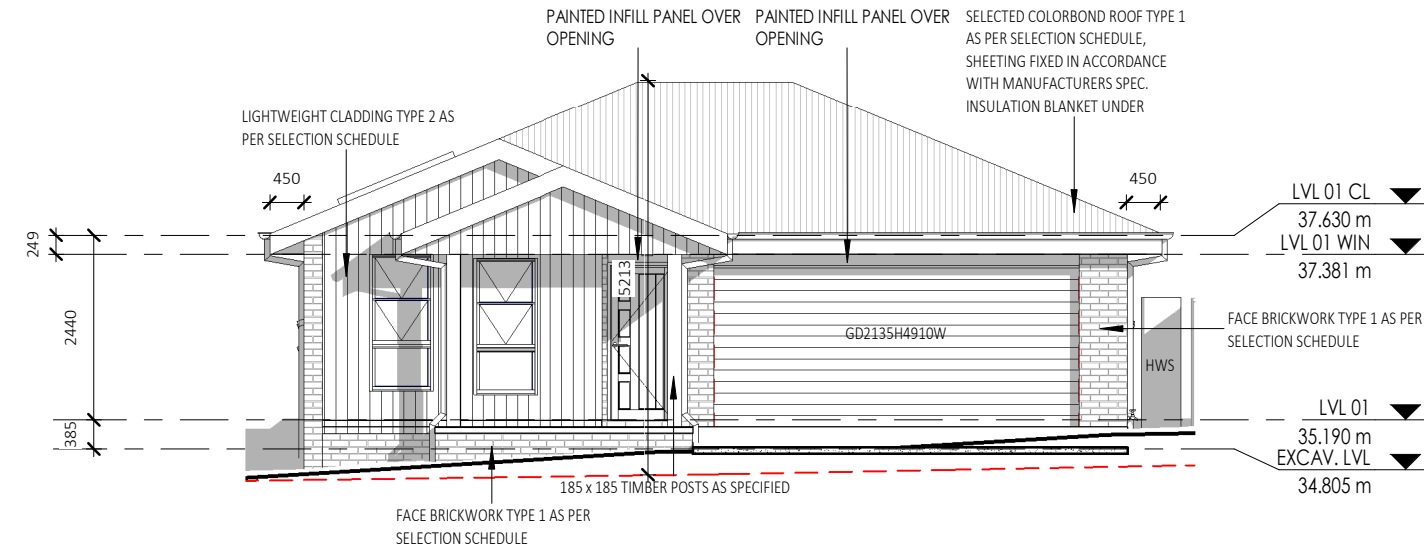 PAINTED INFILL PANEL OVER
OPENING
PAINTED INFILL PANEL OVER
OPENING
SELECTED COLORBOND ROOF TYPE 1
AS PER SELECTION SCHEDULE,
SHEETING FIXED IN ACCORDANCE
WITH MANUFACTURERS SPEC.
INSULATION BLANKET UNDER
LIGHTWEIGHT CLADDING TYPE 2 AS
PER SELECTION SCHEDULE
450
450
LVL 01 CL
37.630 m
249
LVL 01 WIN
37.381 m
5213
2440
GD2135H4910W
FACE BRICKWORK TYPE 1 AS PER
SELECTION SCHEDULE
HWS
LVL 01
35.190 m
385
EXCAV. LVL
34.805 m
185 x 185 TIMBER POSTS AS SPECIFIED
FACE BRICKWORK TYPE 1 AS PER
SELECTION SCHEDULE